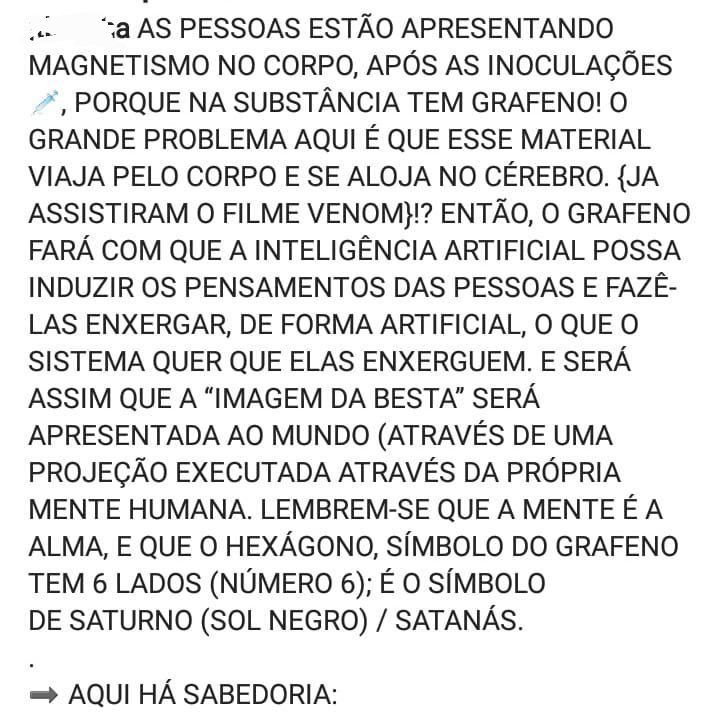 AS PESSOAS ESTÃO APRESENTANDO
MAGNETISMO NO CORPO, APÓS AS INOCULAÇÕES
💉, PORQUE NA SUBSTÂNCIA TEM GRAFENO! O
GRANDE PROBLEMA AQUI É QUE ESSE MATERIAL
VIAJA PELO CORPO E SE ALOJA NO CÉREBRO. {JA
ASSISTIRAM O FILME VENOM}!? ENTÃO, O GRAFENO
FARÁ COM QUE A INTELIGÊNCIA ARTIFICIAL POSSA
INDUZIR OS PENSAMENTOS DAS PESSOAS E FAZÊ-
LAS ENXERGAR, DE FORMA ARTIFICIAL, O QUE O
SISTEMA QUER QUE ELAS ENXERGUEM. E SERÁ
ASSIM QUE A “IMAGEM DA BESTA” SERÁ
APRESENTADA AO MUNDO (ATRAVÉS DE UMA
PROJEÇÃO EXECUTADA ATRAVÉS DA PRÓPRIA
MENTE HUMANA. LEMBREM-SE QUE A MENTE É A
ALMA, E QUE O HEXÁGONO, SÍMBOLO DO GRAFENO
TEM 6 LADOS (NÚMERO 6); É O SÍMBOLO
DE SATURNO (SOL NEGRO) / SATANÁS.
.
➡ AQUI HÁ SABEDORIA: